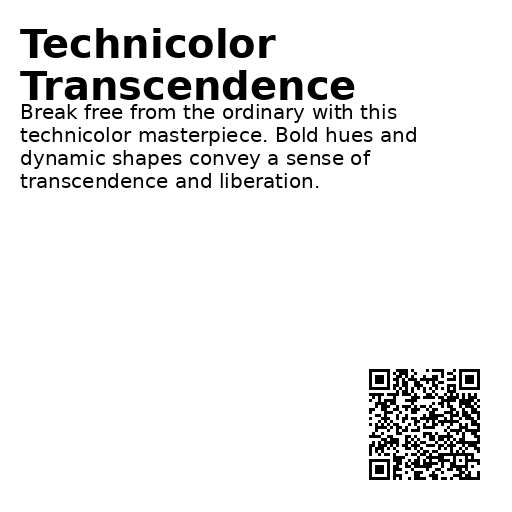 Technicolor
Transcendence
Break free from the ordinary with this
technicolor masterpiece. Bold hues and
dynamic shapes convey a sense of
transcendence and liberation.